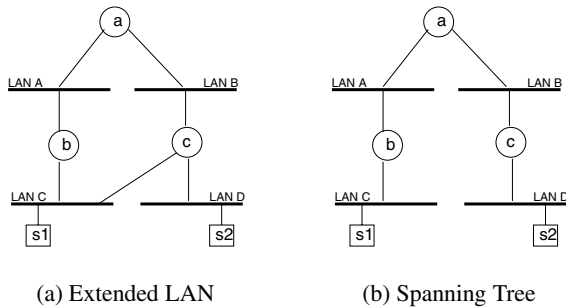 a a
LAN A LAN B LAN A LAN B
b c b c
LAN C LAN D LAN C LAN D
s1 s2 s1 s2
(a) Extended LAN (b) Spanning Tree